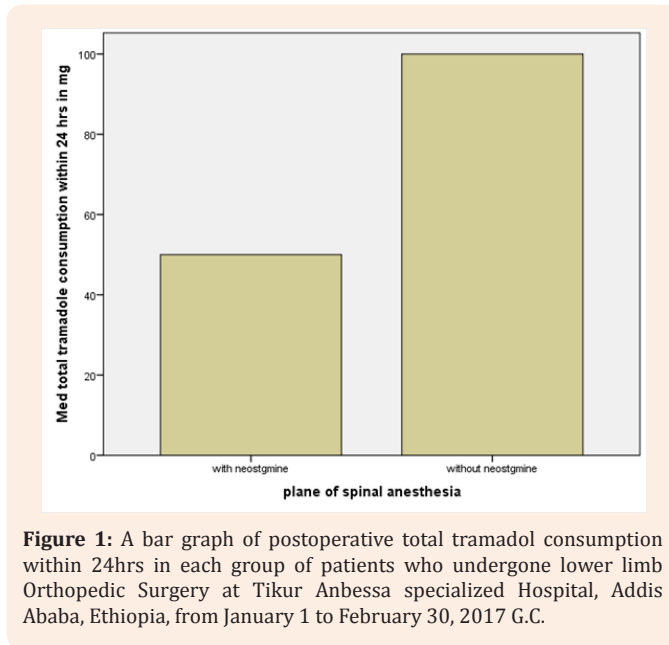 Med total tramadole consumption within 24 hrs in mg
100
80
60
40
20
0
with neostgmine
without neostgmine
plane of spinal anesthesia
Figure 1: A bar graph of postoperative total tramadol consumption
within 24hrs in each group of patients who undergone lower limb
Orthopedic Surgery at Tikur Anbessa specialized Hospital, Addis
Ababa, Ethiopia, from January 1 to February 30, 2017 G.C.